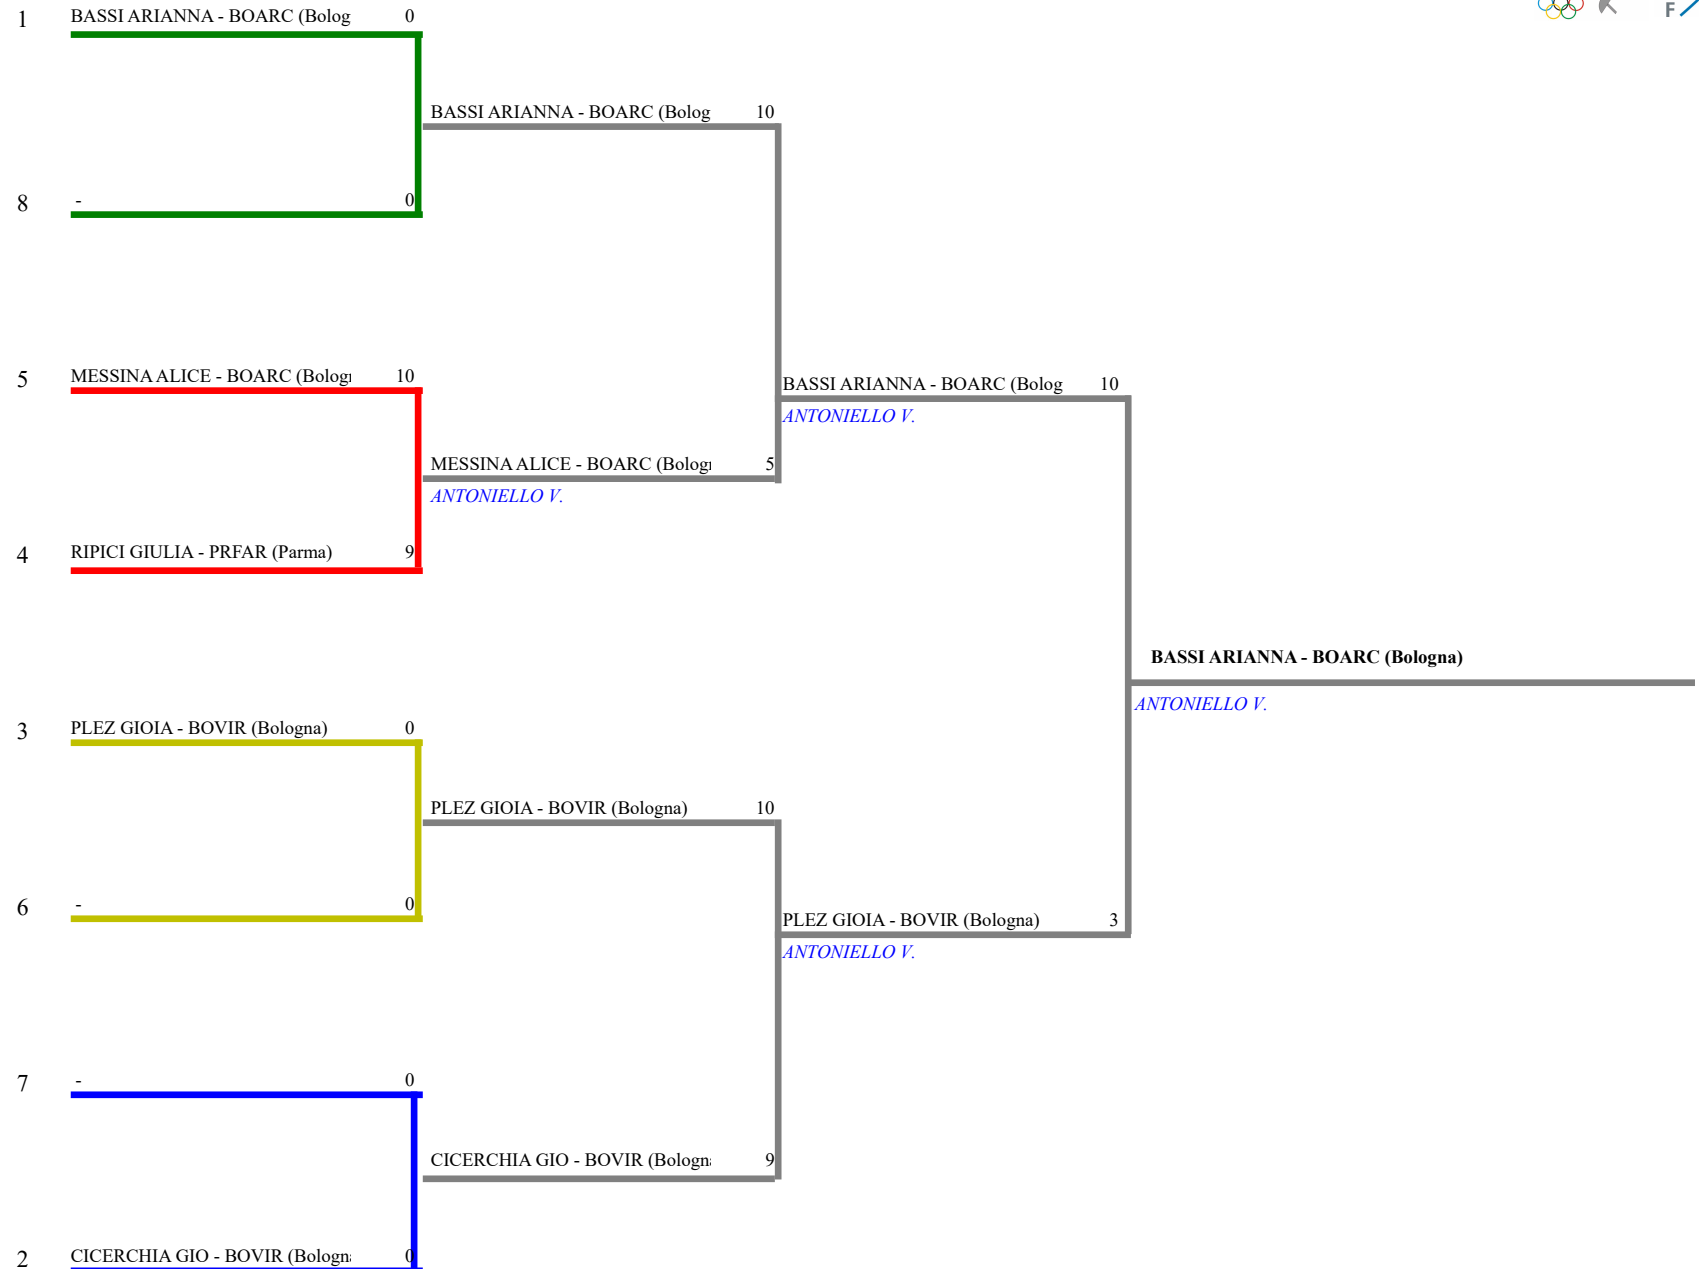 1 BASSI ARIANNA - BOARC (Bolog 0
F
BASSI ARIANNA - BOARC (Bolog 10
8 - 0
5 MESSINA ALICE - BOARC (Bologn 10
BASSI ARIANNA - BOARC (Bolog 10
ANTONIELLO V.
MESSINA ALICE - BOARC (Bologn 5
ANTONIELLO V.
4 RIPICI GIULIA - PRFAR (Parma) 9
BASSI ARIANNA - BOARC (Bologna)
ANTONIELLO V.
3 PLEZ GIOIA - BOVIR (Bologna) 0
PLEZ GIOIA - BOVIR (Bologna) 10
6 - 0
PLEZ GIOIA - BOVIR (Bologna) 3
ANTONIELLO V.
7 - 0
CICERCHIA GIO - BOVIR (Bologna 9
2 CICERCHIA GIO - BOVIR (Bologna 0